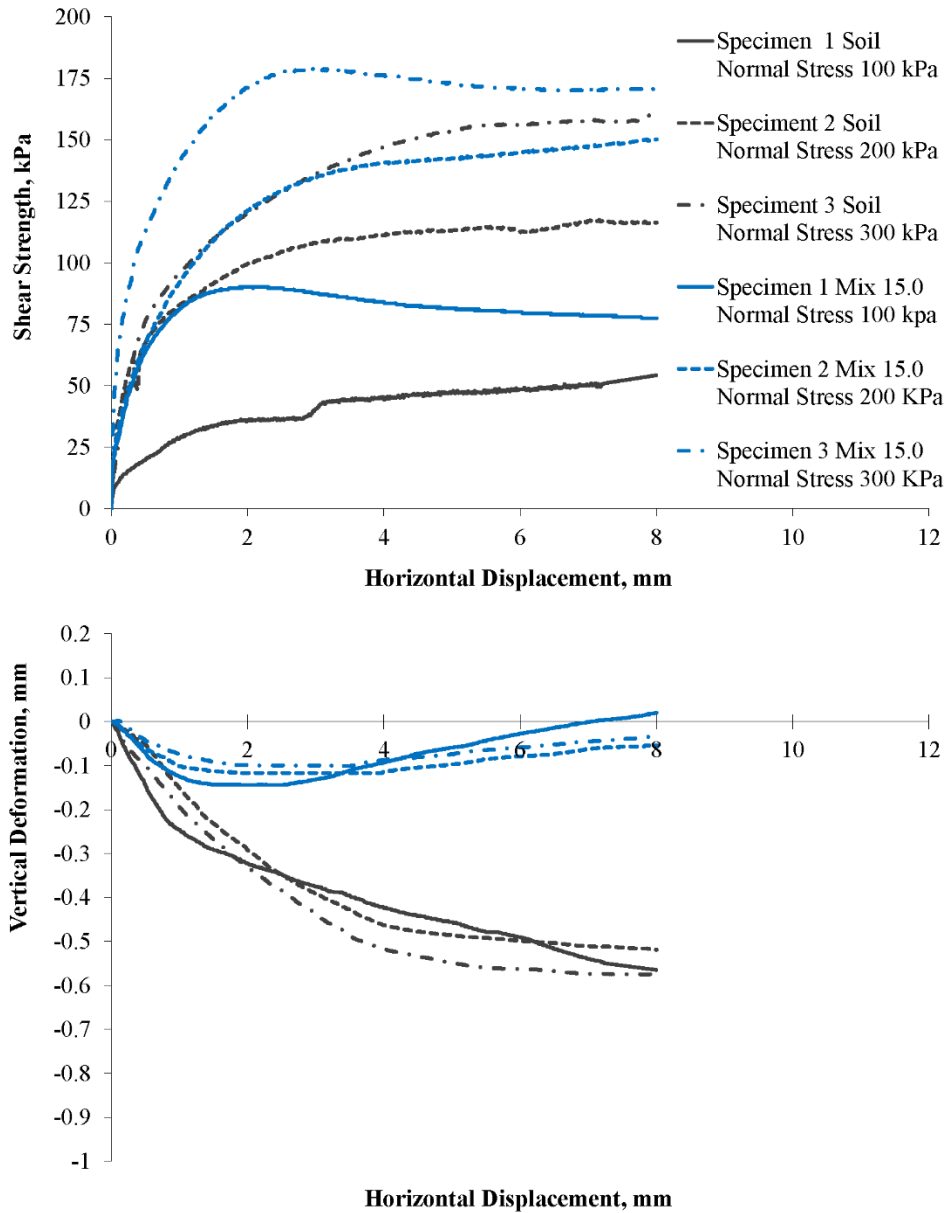 200
175
150
125
100
75
50
25
0
Shear Strength, kPa
0 2 4 6 8 10 12
Horizontal Displacement, mm
Specimen 1 Soil
Normal Stress 100 kPa
Speciment 2 Soil
Normal Stress 200 kPa
Speciment 3 Soil
Normal Stress 300 kPa
Specimen 1 Mix 15.0
Normal Stress 100 kpa
Specimen 2 Mix 15.0
Normal Stress 200 KPa
Specimen 3 Mix 15.0
Normal Stress 300 KPa
0.2
0.1
0
-0.1
-0.2
-0.3
-0.4
-0.5
-0.6
-0.7
-0.8
-0.9
-1
Vertical Deformation, mm
0 2 4 6 8 10 12
Horizontal Displacement, mm